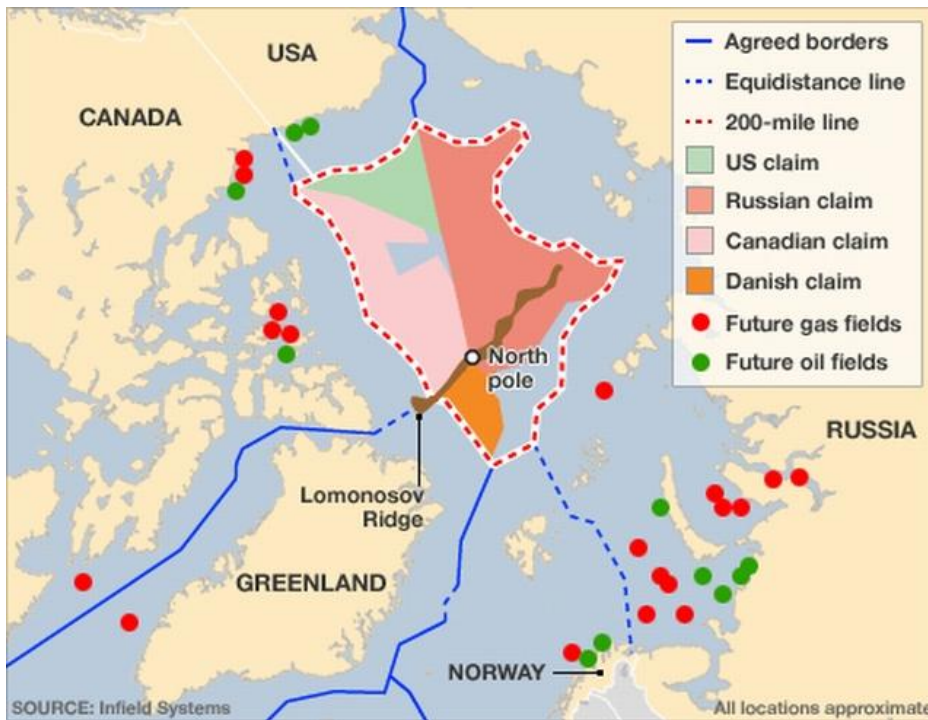 USA
CANADA
Agreed borders
Equidistance line
200-mile line
US claim
Russian claim
Canadian claim
Danish claim
Future gas fields
Future oil fields
North
pole
RUSSIA
Lomonosov
Ridge
GREENLAND
NORWAY
SOURCE: Infield Systems
All locations approximate